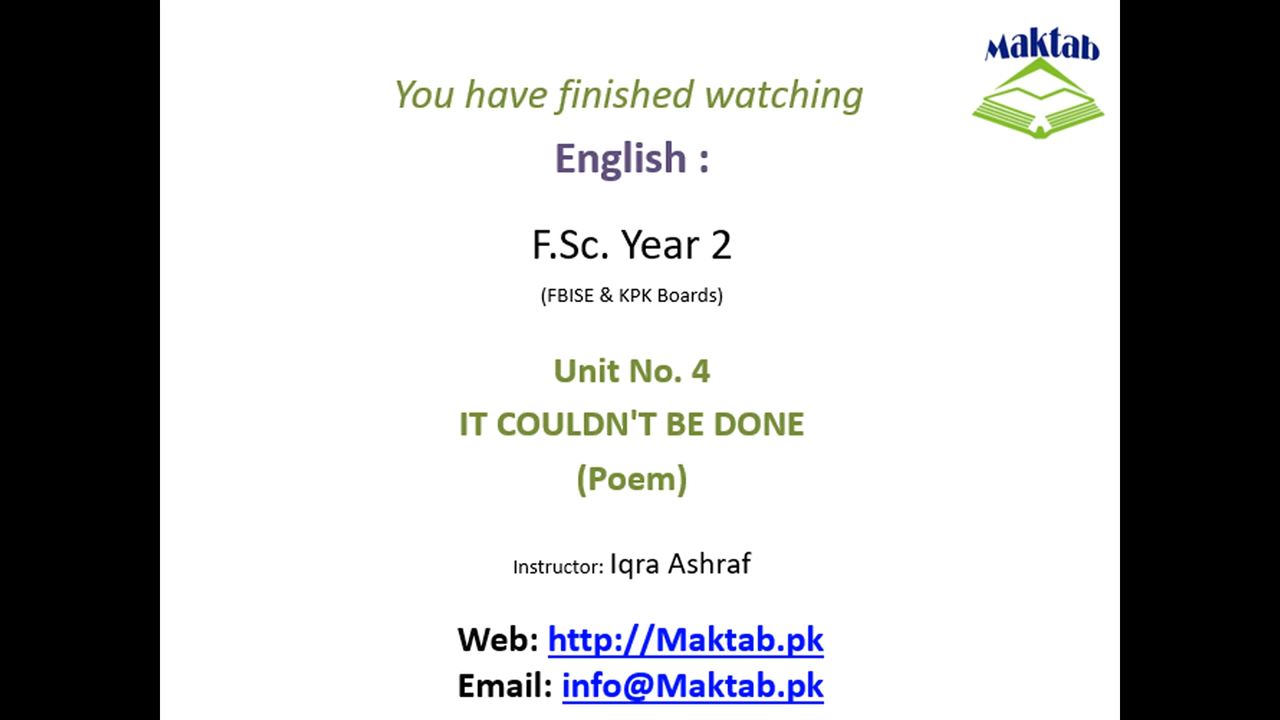 Maktab
You have finished watching
English :
F.Sc. Year 2
(FBISE & KPK Boards)
Unit No. 4
IT COULDN'T BE DONE
(Poem)
Instructor: Iqra Ashraf
Web: http://Maktab.pk
Email: info@Maktab.pk